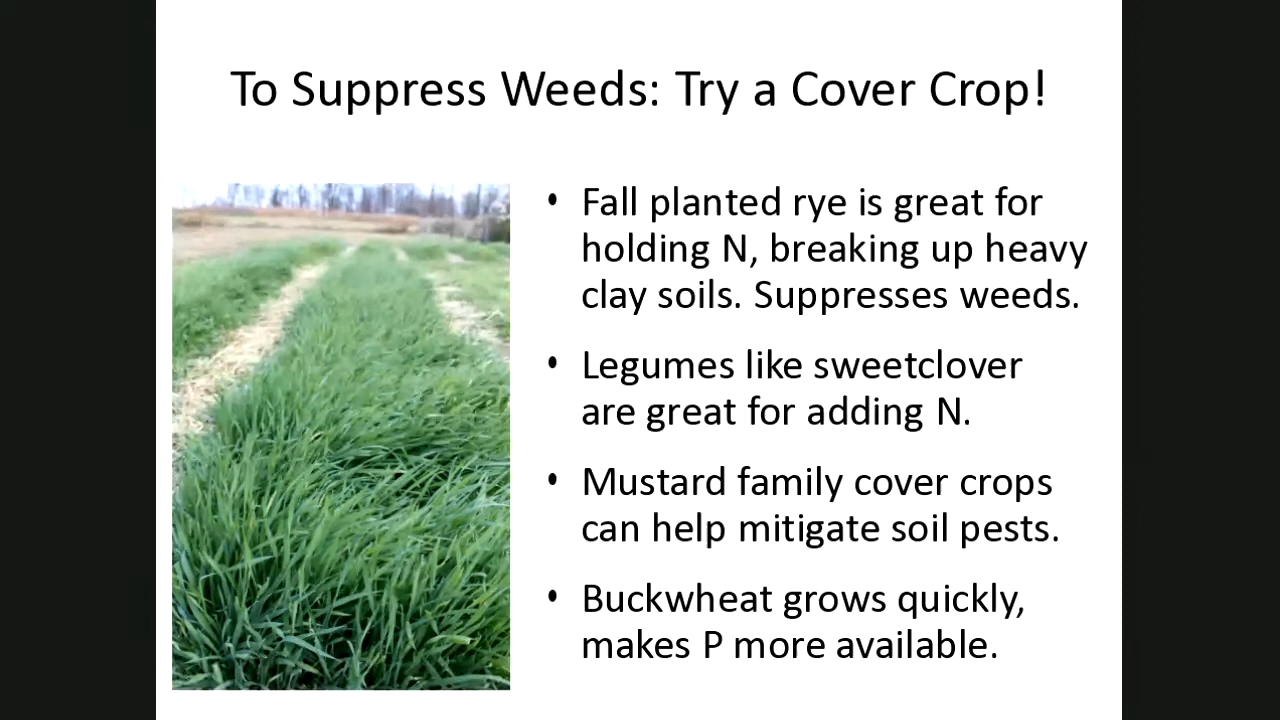 To Suppress Weeds: Try a Cover Crop!
• Fall planted rye is great for
holding N, breaking up heavy
clay soils. Suppresses weeds.
• Legumes like sweetclover
are great for adding N.
• Mustard family cover crops
can help mitigate soil pests.
• Buckwheat grows quickly,
makes P more available.